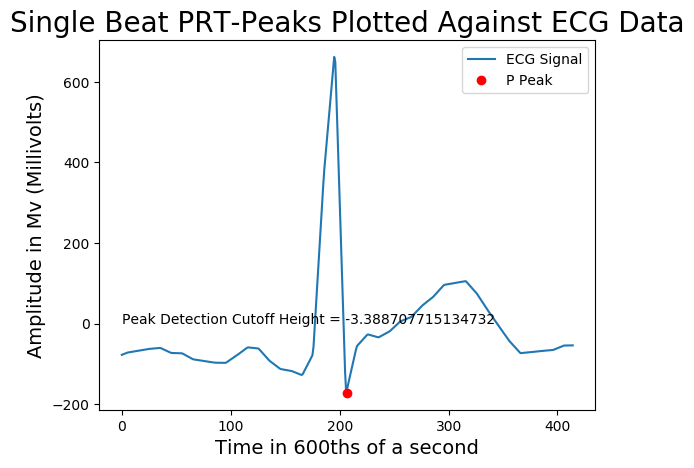 Single Beat PRT-Peaks Plotted Against ECG Data
ECG Signal
P Peak
Amplitude in Mv (Millivolts)
600
400
200
0
−200
Peak Detection Cutoff Height = -3.388707715134732
0 100 200 300 400
Time in 600ths of a second